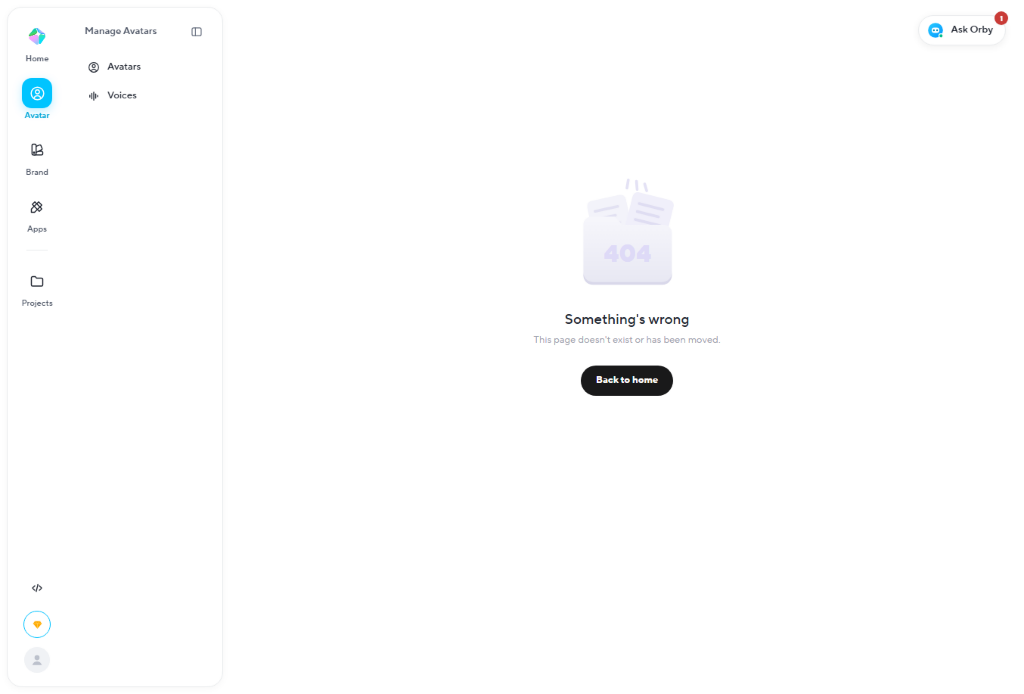 Manage Avatars
Home
Avatars
Avatar
Voices
Brand
Apps
Projects
Ask Orby
1
404
Something's wrong
This page doesn't exist or has been moved.
Back to home